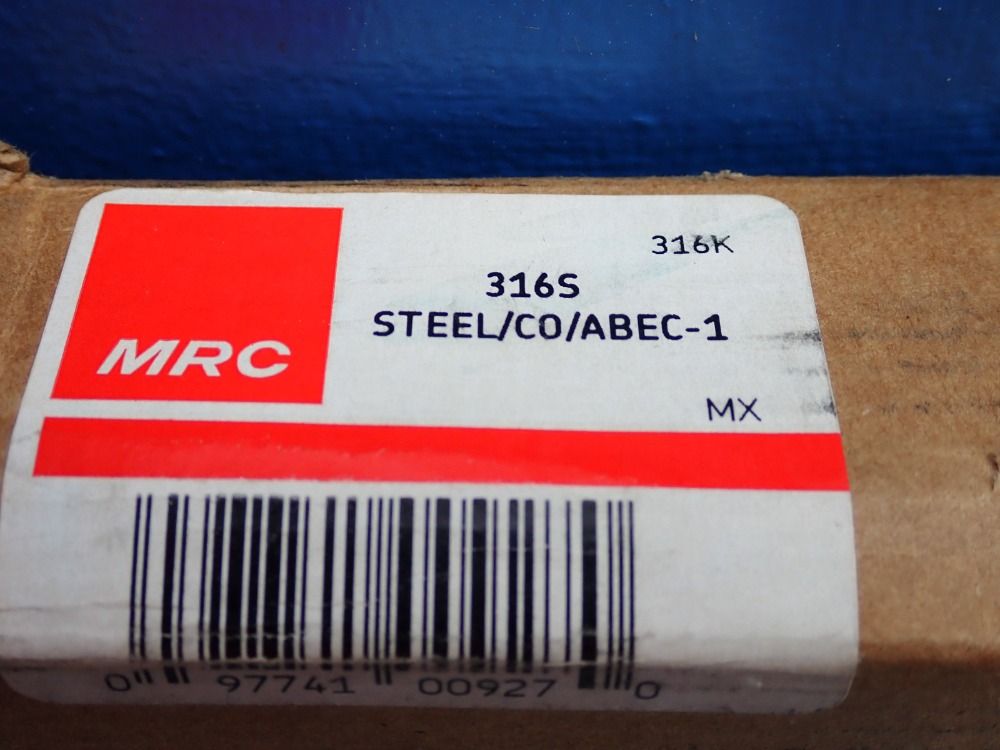 MRC
316K
316S
STEEL/CO/ABEC-1
MX
0 97741 00927 0